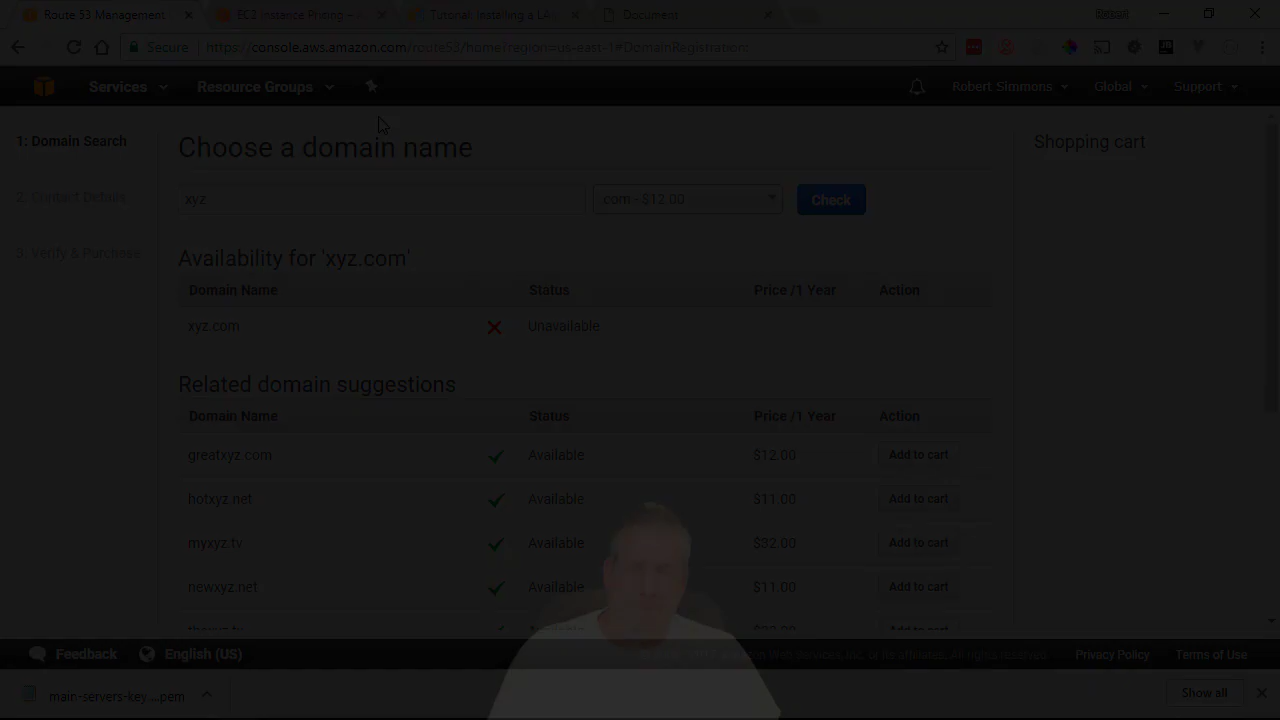 Route 53 Management
EC2 Instance Pricing –
Tutorial: Installing a LA
Document
Robert
Secure
https://console.aws.amazon.com/route53/home?region=us-east-1#DomainRegistration:
Services
Resource Groups
Robert Simmons
Global
Support
1: Domain Search
2: Contact Details
3: Verify & Purchase
Choose a domain name
Shopping cart
xyz
com - $12.00
Check
Availability for 'xyz.com'
Domain Name Status Price /1 Year Action
xyz.com Unavailable
Related domain suggestions
Domain Name Status Price /1 Year Action
greatxyz.com Available $12.00 Add to cart
hotxyz.net Available $11.00 Add to cart
myxyz.tv Available $32.00 Add to cart
newxyz.net Available $11.00 Add to cart
Feedback
English (US)
Privacy Policy
Terms of Use
main-servers-key....pem
Show all